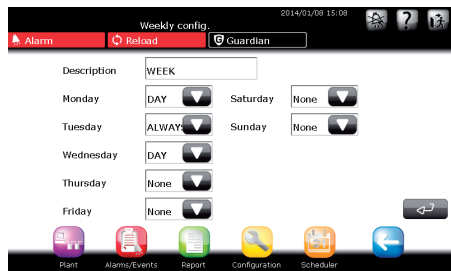 2014/01/08 15:08
Weekly config.
Alarm Reload Guardian
Description WEEK
Monday DAY Saturday None
Tuesday ALWAYS Sunday None
Wednesday DAY
Thursday None
Friday None
Plant Alarms/Events Report Configuration Scheduler